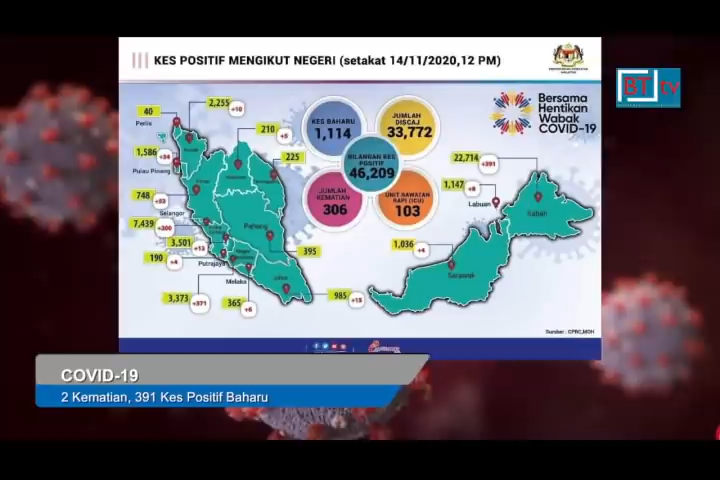 KES POSITIF MENGIKUT NEGERI (setakat 14/11/2020,12 PM)
BT tv
Bersama
Hentikan
Wabak
COVID-19
KES BAHARU
1,114
JUMLAH
DISCAJ
33,772
BILANGAN KES
POSITIF
46,209
JUMLAH
KEMATIAN
306
UNIT RAWATAN
RAPI (ICU)
103
40
Perlis
2,255
+10
210
+5
225
1,586
+34
Pulau Pinang
748
+53
Selangor
7,439
+300
3,501
+13
190
+4
Putrajaya
Melaka
3,373
+371
365
+6
Pahang
395
Johor
985
+13
22,714
+391
1,147
+8
Labuan
Sabah
1,036
+4
Sarawak
Sumber : CPRC,MOH
COVID-19
2 Kematian, 391 Kes Positif Baharu